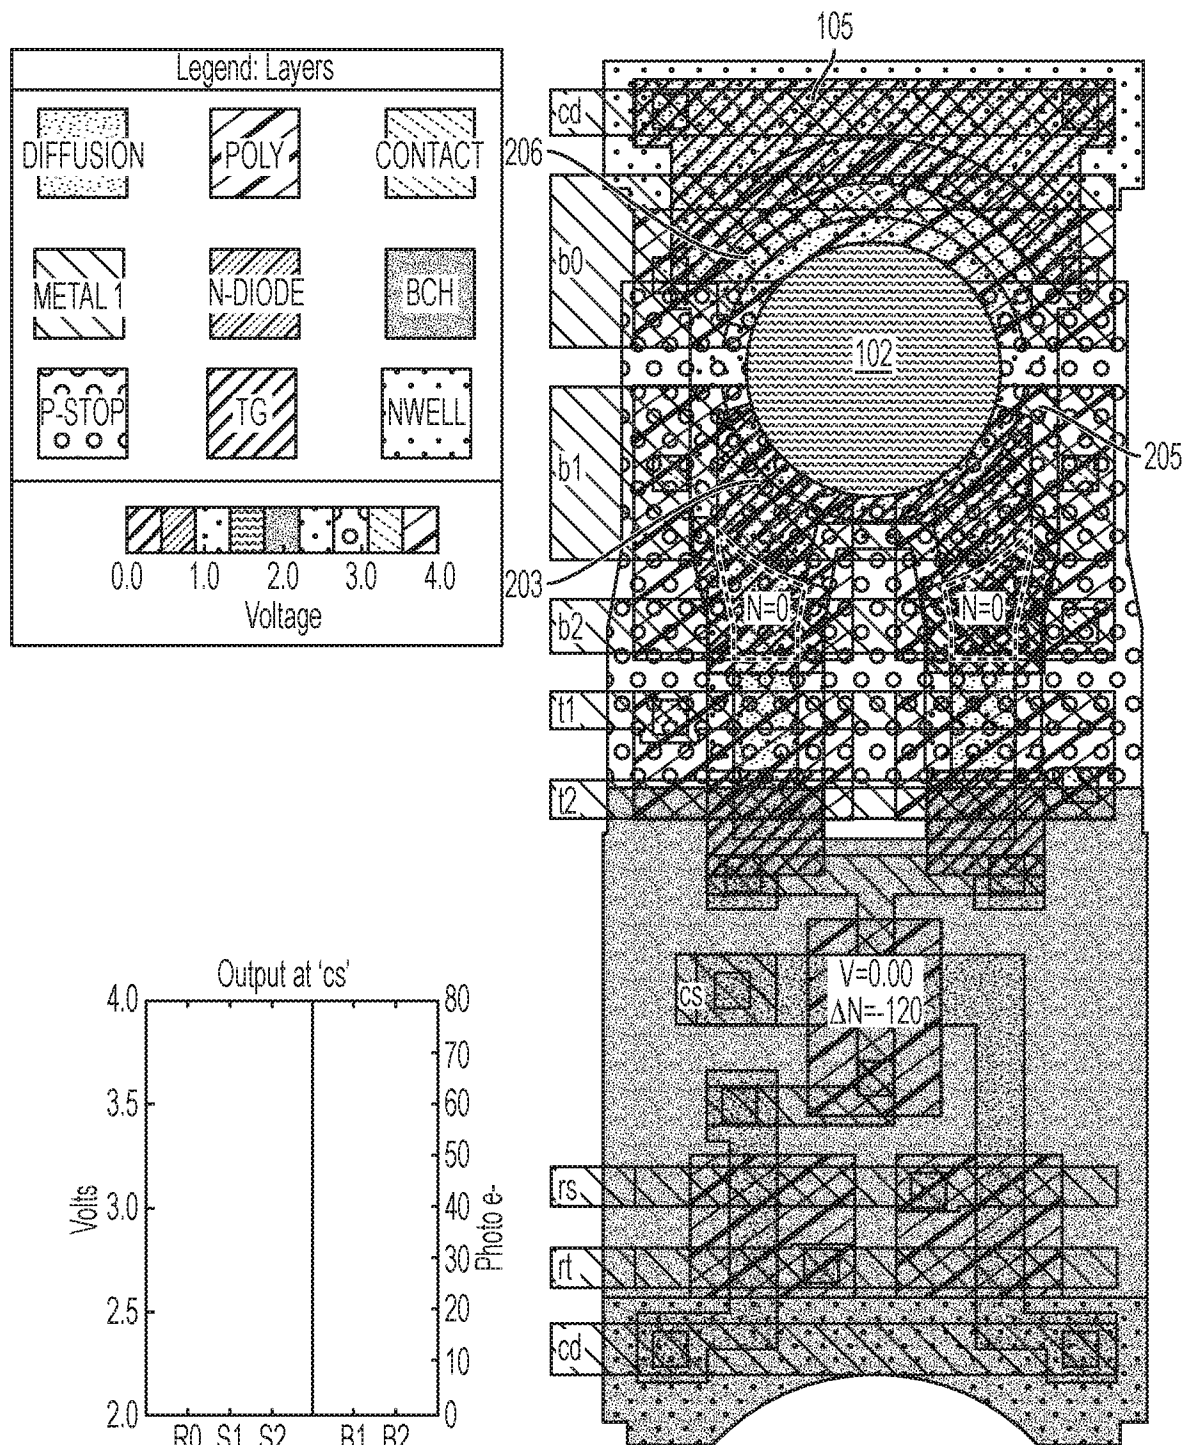 Legend: Layers
DIFFUSION POLY CONTACT
METAL 1 N-DIODE BCH
P-STOP TG NWELL
0.0 1.0 2.0 3.0 4.0
Voltage
105
206
cd
b0
102
205
b1
203
N=0 N=0
b2
t1
t2
cs
V=0.00
ΔN=-120
rs
rt
cd
Output at 'cs'
4.0
3.5
3.0
2.5
2.0
Volts
80
70
60
50
40
30
20
10
0
Photo e-
R0 S1 S2 B1 B2